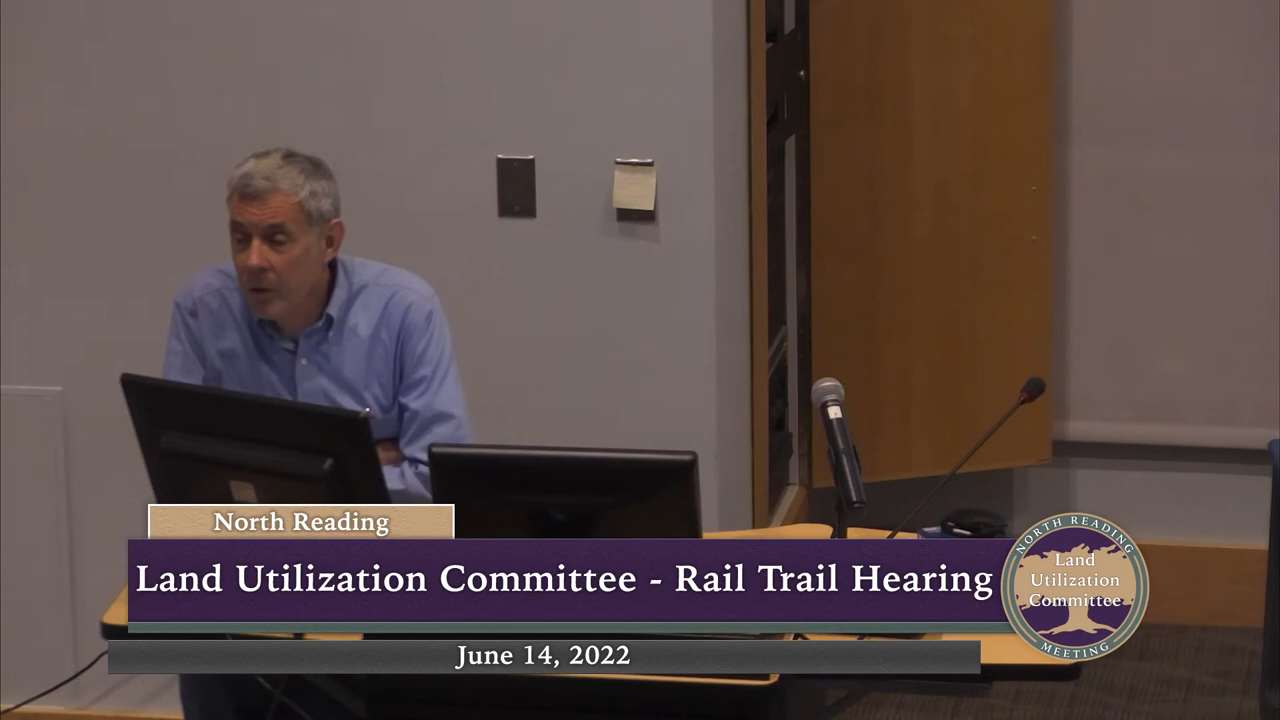 North Reading
Land Utilization Committee - Rail Trail Hearing
June 14, 2022
NORTH READING
Land
Utilization
Committee
MEETING